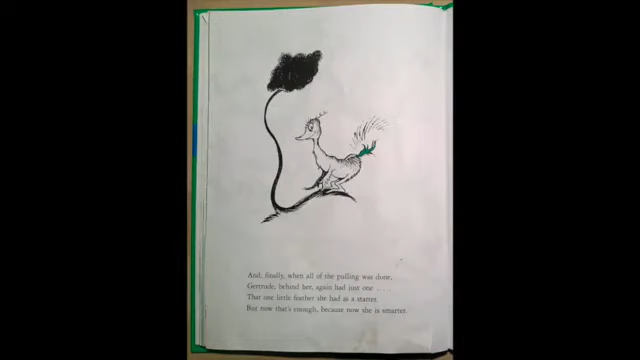 And, finally, when all of the pulling was done,
Gertrude, behind her, again had just one . . .
That one little feather she had as a starter.
But now that's enough, because now she is smarter.